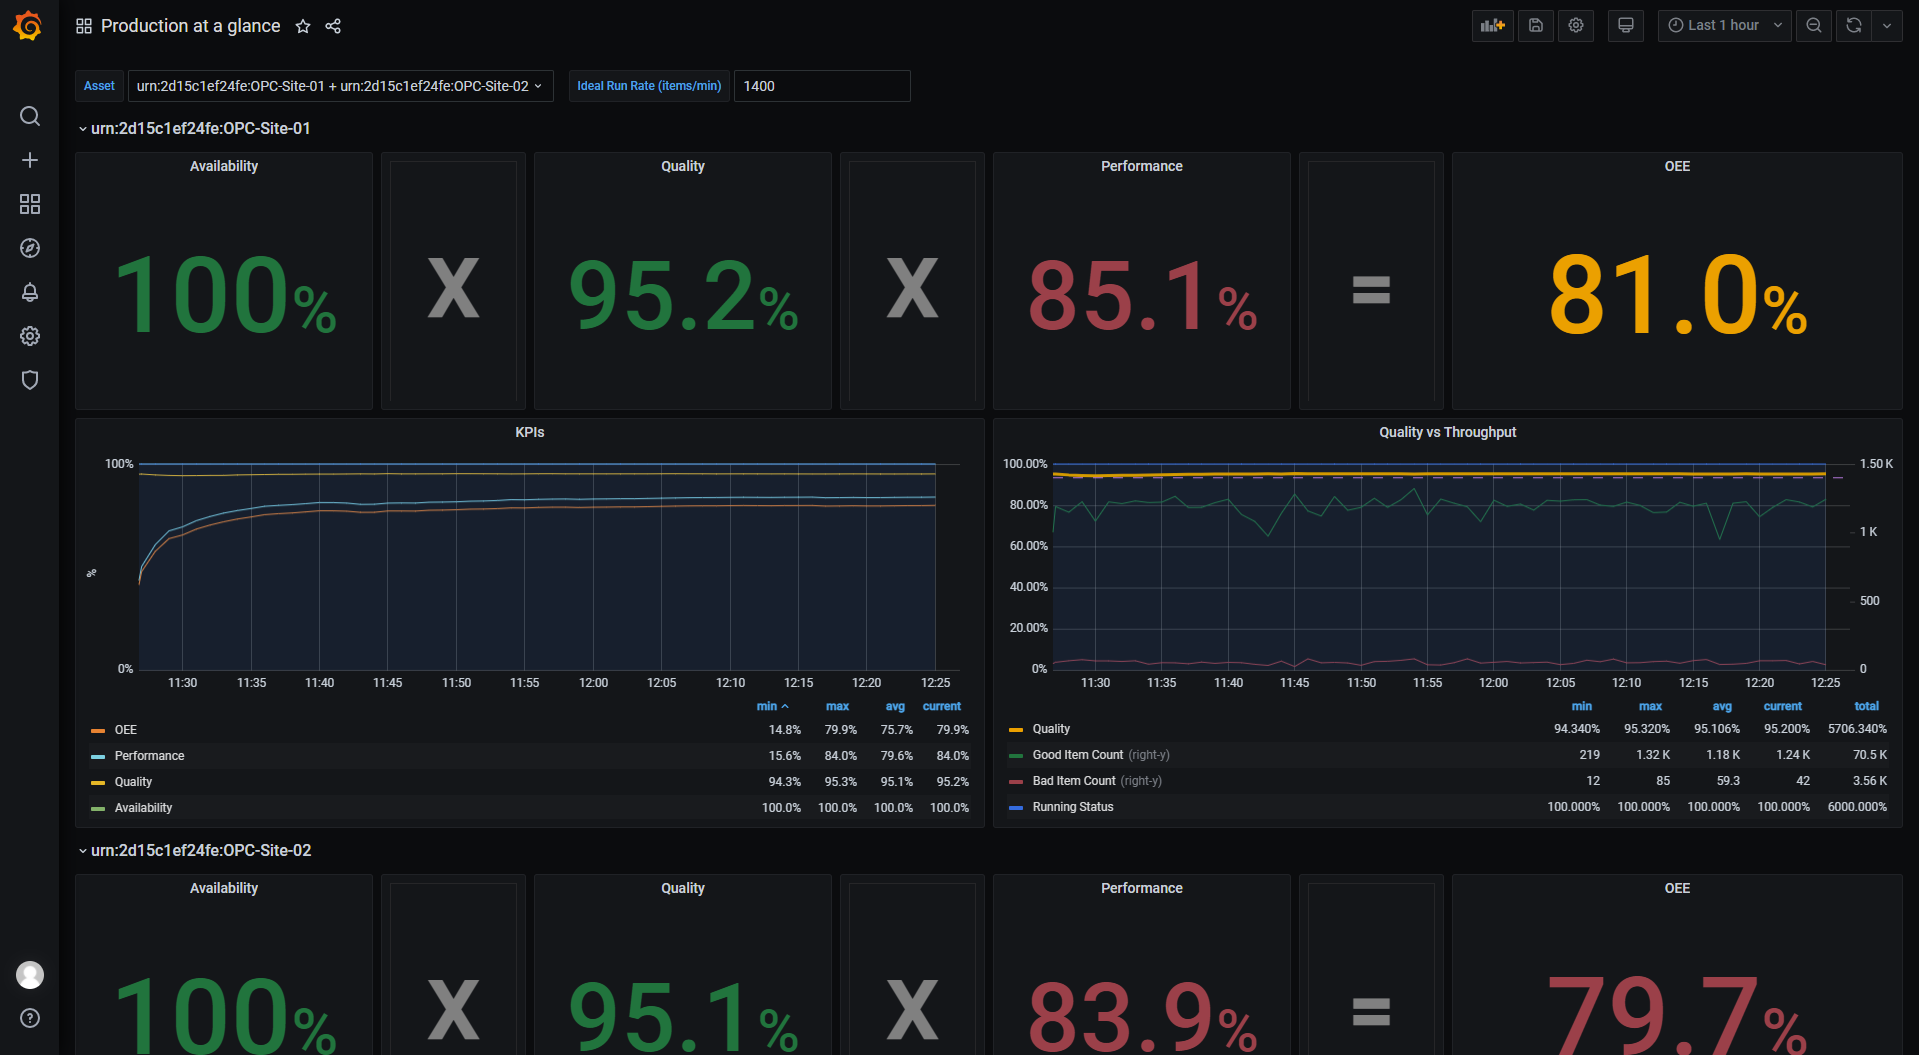 Production at a glance
Last 1 hour
Asset urn:2d15c1ef24fe:OPC-Site-01 + urn:2d15c1ef24fe:OPC-Site-02 Ideal Run Rate (items/min) 1400
urn:2d15c1ef24fe:OPC-Site-01
Availability Quality Performance OEE
100% X 95.2% X 85.1% = 81.0%
KPIs
100%
%
0%
11:30 11:35 11:40 11:45 11:50 11:55 12:00 12:05 12:10 12:15 12:20 12:25
min max avg current
OEE 14.8% 79.9% 75.7% 79.9%
Performance 15.6% 84.0% 79.6% 84.0%
Quality 94.3% 95.3% 95.1% 95.2%
Availability 100.0% 100.0% 100.0% 100.0%
Quality vs Throughput
100.00% 1.50 K
80.00%
1 K
60.00%
40.00%
500
20.00%
0% 0
11:30 11:35 11:40 11:45 11:50 11:55 12:00 12:05 12:10 12:15 12:20 12:25
min max avg current total
Quality 94.340% 95.320% 95.106% 95.200% 5706.340%
Good Item Count (right-y) 219 1.32 K 1.18 K 1.24 K 70.5 K
Bad Item Count (right-y) 12 85 59.3 42 3.56 K
Running Status 100.000% 100.000% 100.000% 100.000% 6000.000%
urn:2d15c1ef24fe:OPC-Site-02
Availability Quality Performance OEE
100% X 95.1% X 83.9% = 79.7%